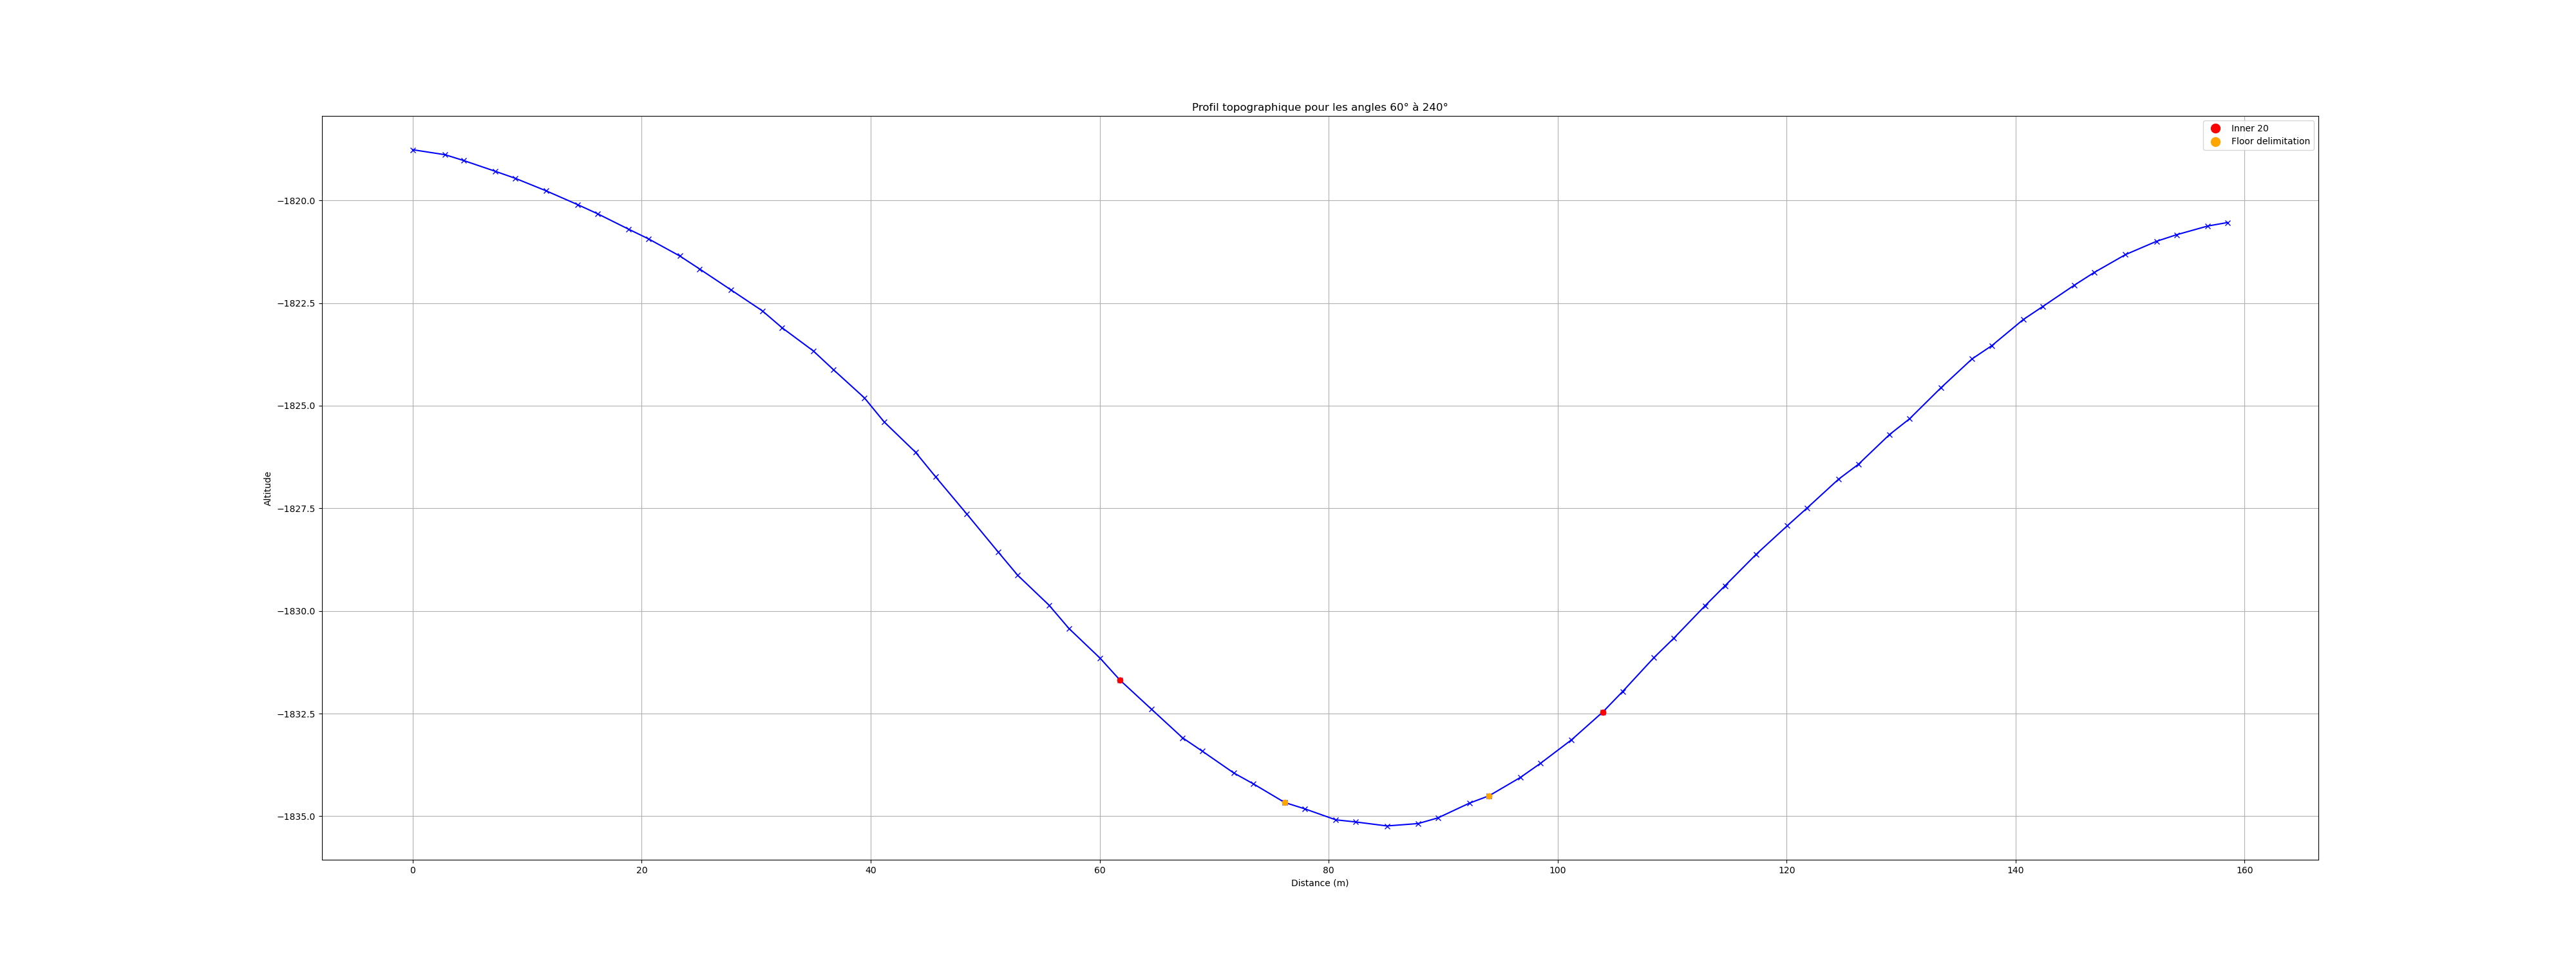 Profil topographique pour les angles 60° à 240°
Inner 20
Floor delimitation
−1820.0
−1822.5
−1825.0
−1827.5
−1830.0
−1832.5
−1835.0
Altitude
0 20 40 60 80 100 120 140 160
Distance (m)